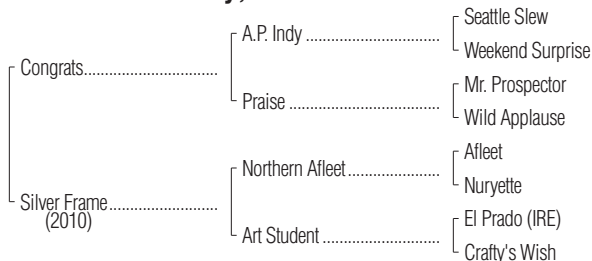 Seattle Slew
A.P. Indy
Weekend Surprise
Congrats
Mr. Prospector
Praise
Wild Applause
Afleet
Northern Afleet
Nuryette
Silver Frame
(2010)
El Prado (IRE)
Art Student
Crafty's Wish